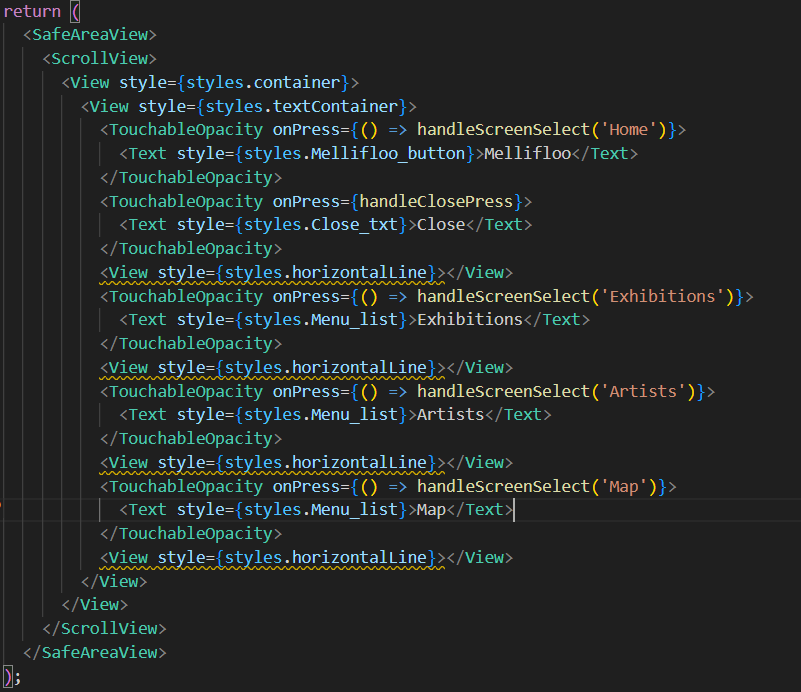 return (
  <SafeAreaView>
    <ScrollView>
      <View style={styles.container}>
        <View style={styles.textContainer}>
          <TouchableOpacity onPress={() => handleScreenSelect('Home')}>
            <Text style={styles.Mellifloo_button}>Mellifloo</Text>
          </TouchableOpacity>
          <TouchableOpacity onPress={handleClosePress}>
            <Text style={styles.Close_txt}>Close</Text>
          </TouchableOpacity>
          <View style={styles.horizontalLine}></View>
          <TouchableOpacity onPress={() => handleScreenSelect('Exhibitions')}>
            <Text style={styles.Menu_list}>Exhibitions</Text>
          </TouchableOpacity>
          <View style={styles.horizontalLine}></View>
          <TouchableOpacity onPress={() => handleScreenSelect('Artists')}>
            <Text style={styles.Menu_list}>Artists</Text>
          </TouchableOpacity>
          <View style={styles.horizontalLine}></View>
          <TouchableOpacity onPress={() => handleScreenSelect('Map')}>
            <Text style={styles.Menu_list}>Map</Text>
          </TouchableOpacity>
          <View style={styles.horizontalLine}></View>
        </View>
      </View>
    </ScrollView>
  </SafeAreaView>
);